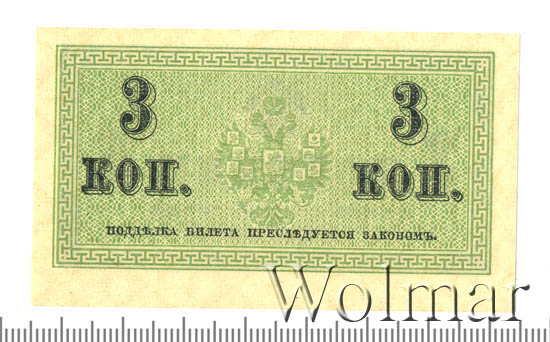 3 3
КОП. КОП.
ПОДДѢЛКА БИЛЕТА ПРЕСЛѢДУЕТСЯ ЗАКОНОМЪ.
Wolmar